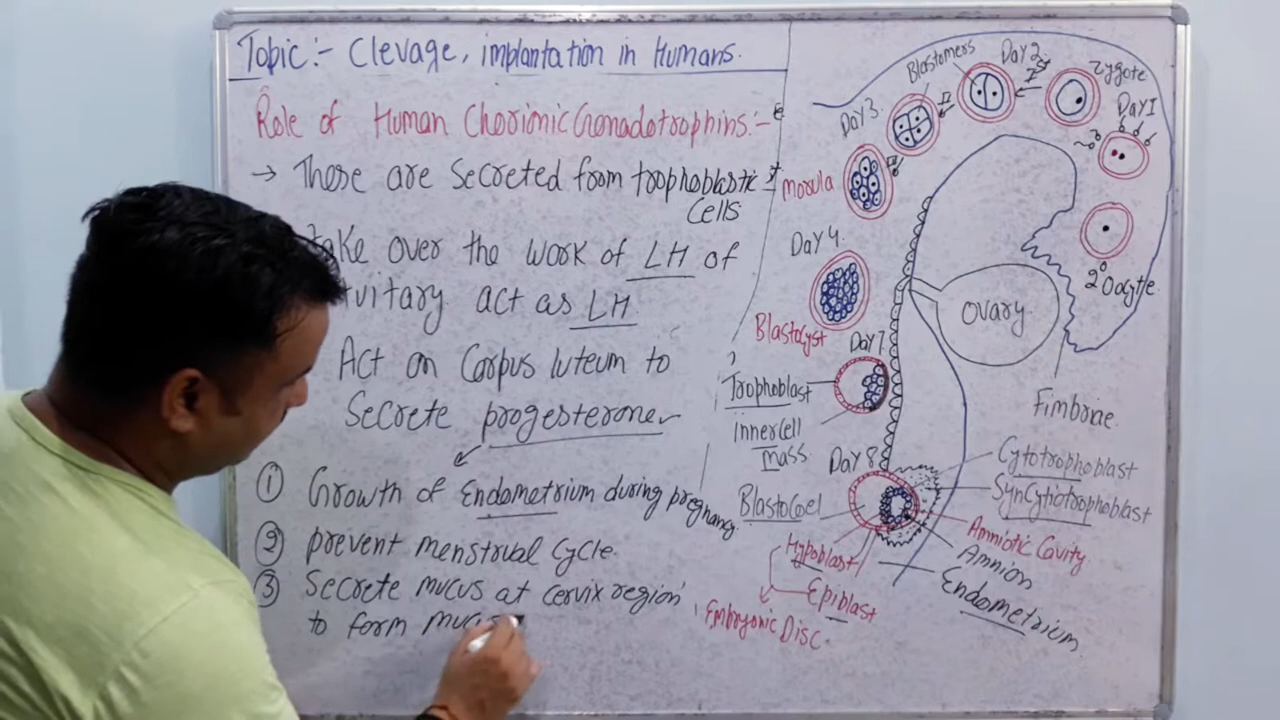 Topic:- Clevage, implantation in Humans.
Role of Human Chorionic Gonadotrophins:-
→ These are secreted from trophoblastic
cells
take over the work of LH of
tuitary act as LH
Act on Corpus luteum to
Secrete progesterone
① Growth of Endometrium during pregnancy
② prevent menstrual cycle.
③ Secrete mucus at cervix region
to form mucus
Blastomers
Day 2
Zygote
Day 1
Day 3
morula
2° Oocyte
Day 4
Ovary
Blastocyst
Day 7
Trophoblast
Inner Cell
mass
Fimbriae
Day 8
Cytotrophoblast
Syncytiotrophoblast
Blastocoel
Amniotic Cavity
Amnion
Endometrium
Hypoblast
Epiblast
Embryonic Disc.